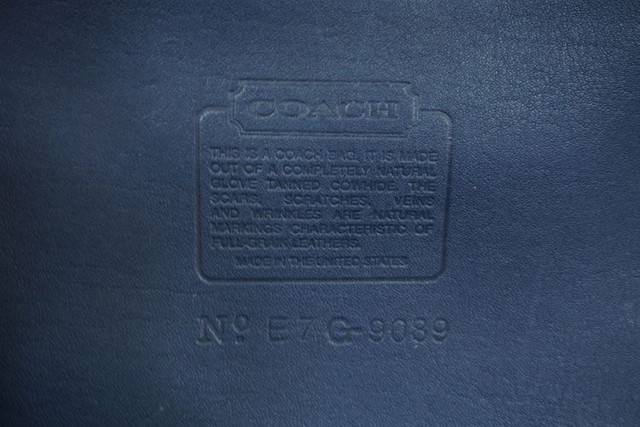 COACH
THIS IS A COACH BAG. IT IS MADE
OUT OF A COMPLETELY NATURAL
GLOVE TANNED COWHIDE. THE
SCARS, SCRATCHES, VEINS
AND WRINKLES ARE NATURAL
MARKINGS CHARACTERISTIC OF
FULL-GRAIN LEATHERS.
MADE IN THE UNITED STATES
Nº E7G-9039